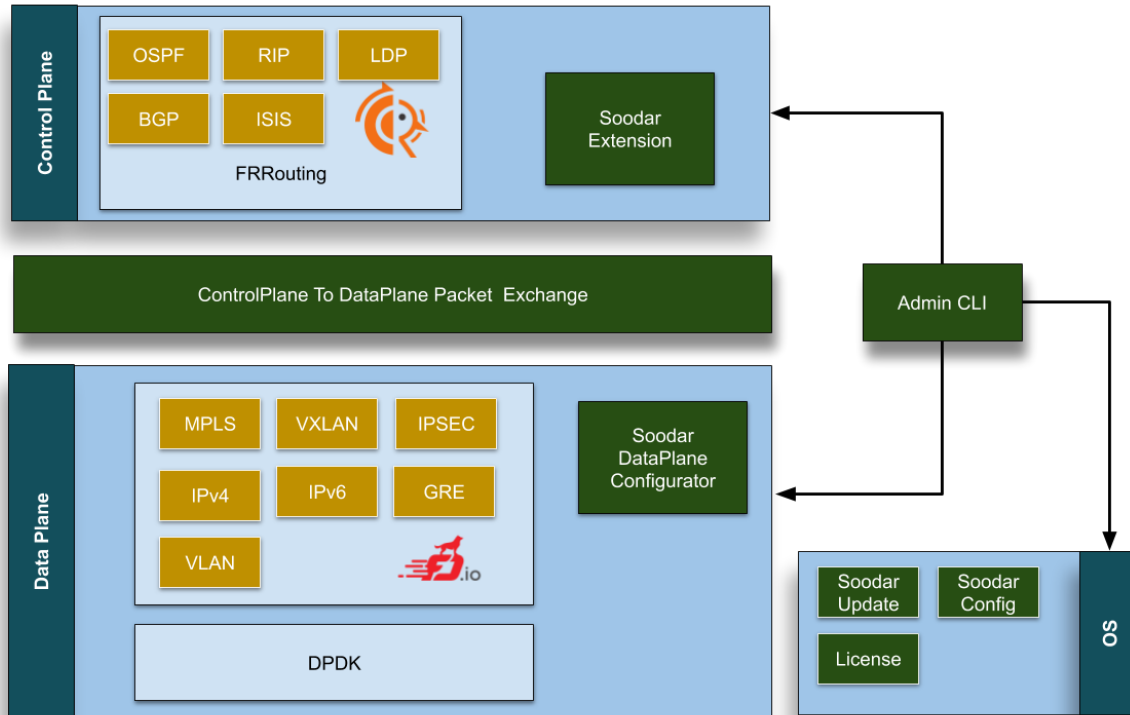 Control Plane
OSPF
RIP
LDP
BGP
ISIS
FRRouting
Soodar
Extension
ControlPlane To DataPlane Packet Exchange
Admin CLI
Data Plane
MPLS
VXLAN
IPSEC
IPv4
IPv6
GRE
VLAN
.io
DPDK
Soodar
DataPlane
Configurator
Soodar
Update
Soodar
Config
License
OS